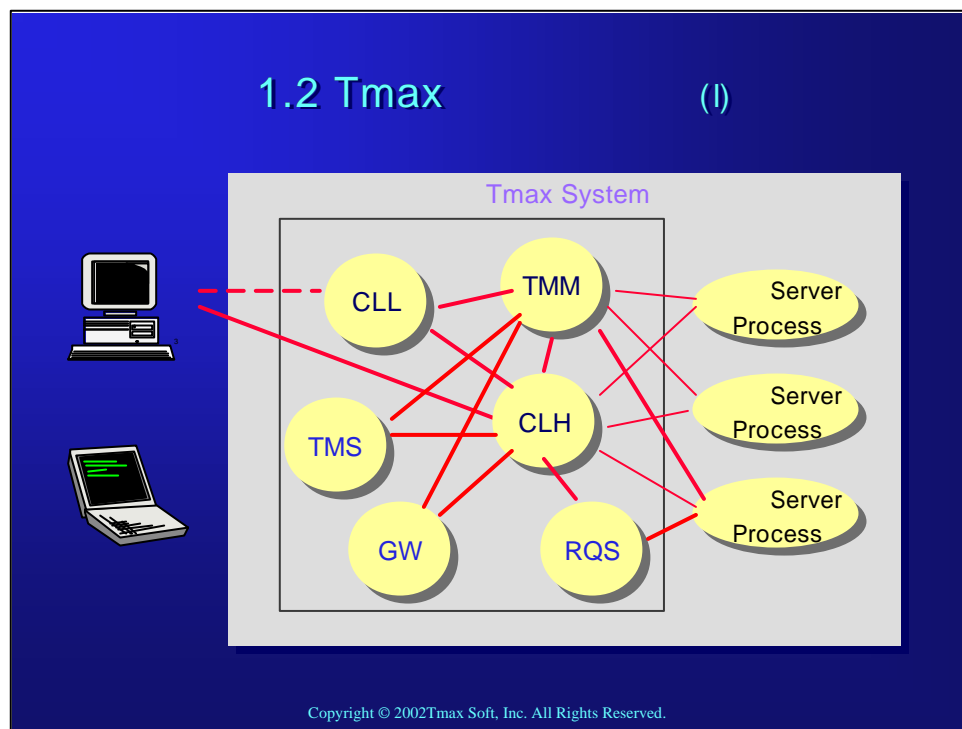 1.2 Tmax (I)
Tmax System
CLL
TMM
Server
Process
CLH
Server
Process
TMS
Server
Process
GW
RQS
Copyright © 2002Tmax Soft, Inc. All Rights Reserved.